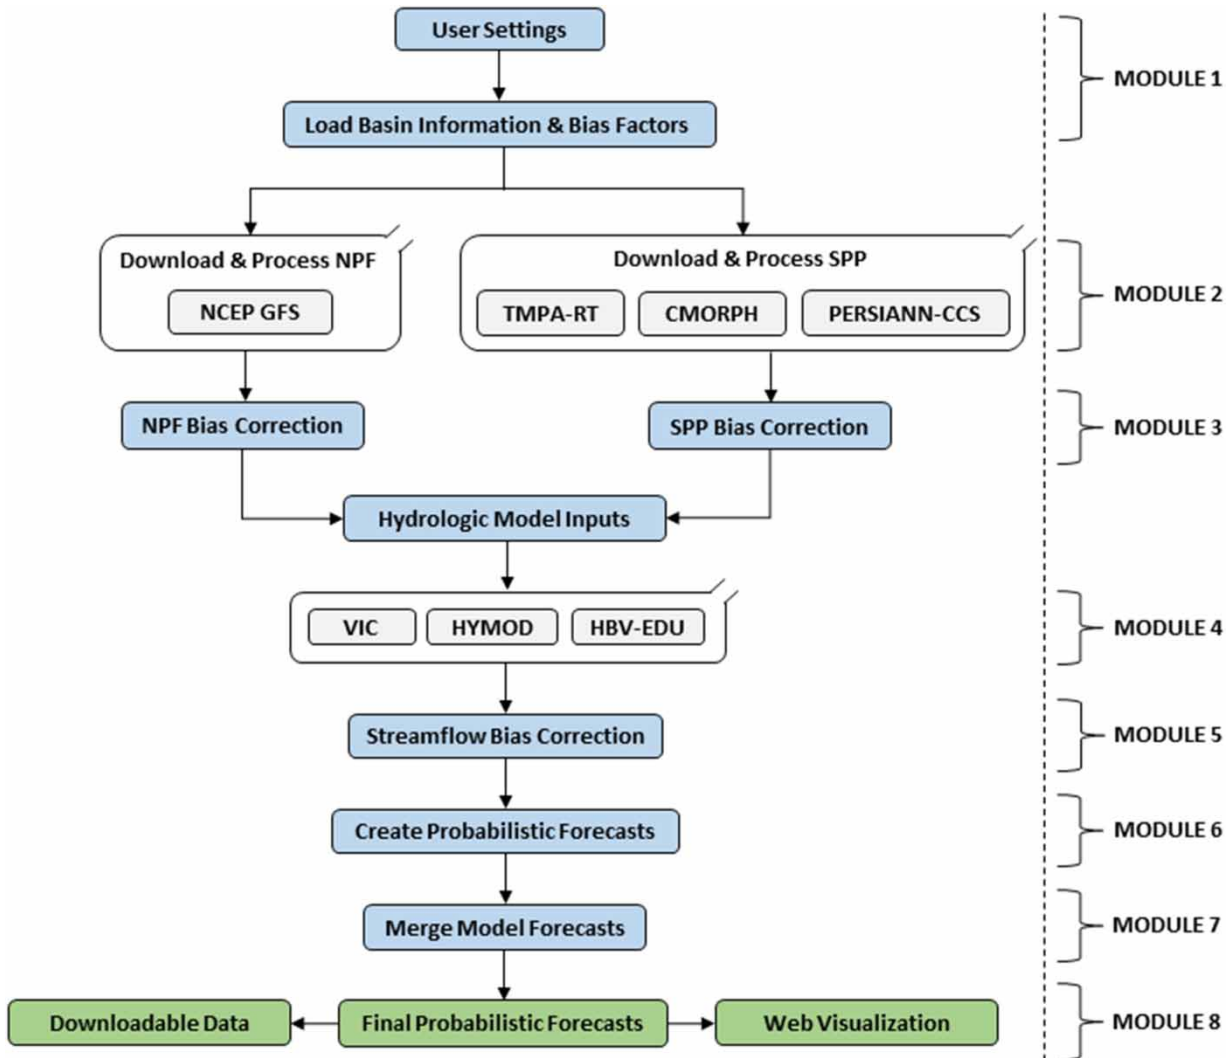 User Settings
MODULE 1
Load Basin Information & Bias Factors
Download & Process NPF
Download & Process SPP
NCEP GFS
TMPA-RT
CMORPH
PERSIANN-CCS
MODULE 2
NPF Bias Correction
SPP Bias Correction
MODULE 3
Hydrologic Model Inputs
VIC
HYMOD
HBV-EDU
MODULE 4
Streamflow Bias Correction
MODULE 5
Create Probabilistic Forecasts
MODULE 6
Merge Model Forecasts
MODULE 7
Downloadable Data
Final Probabilistic Forecasts
Web Visualization
MODULE 8